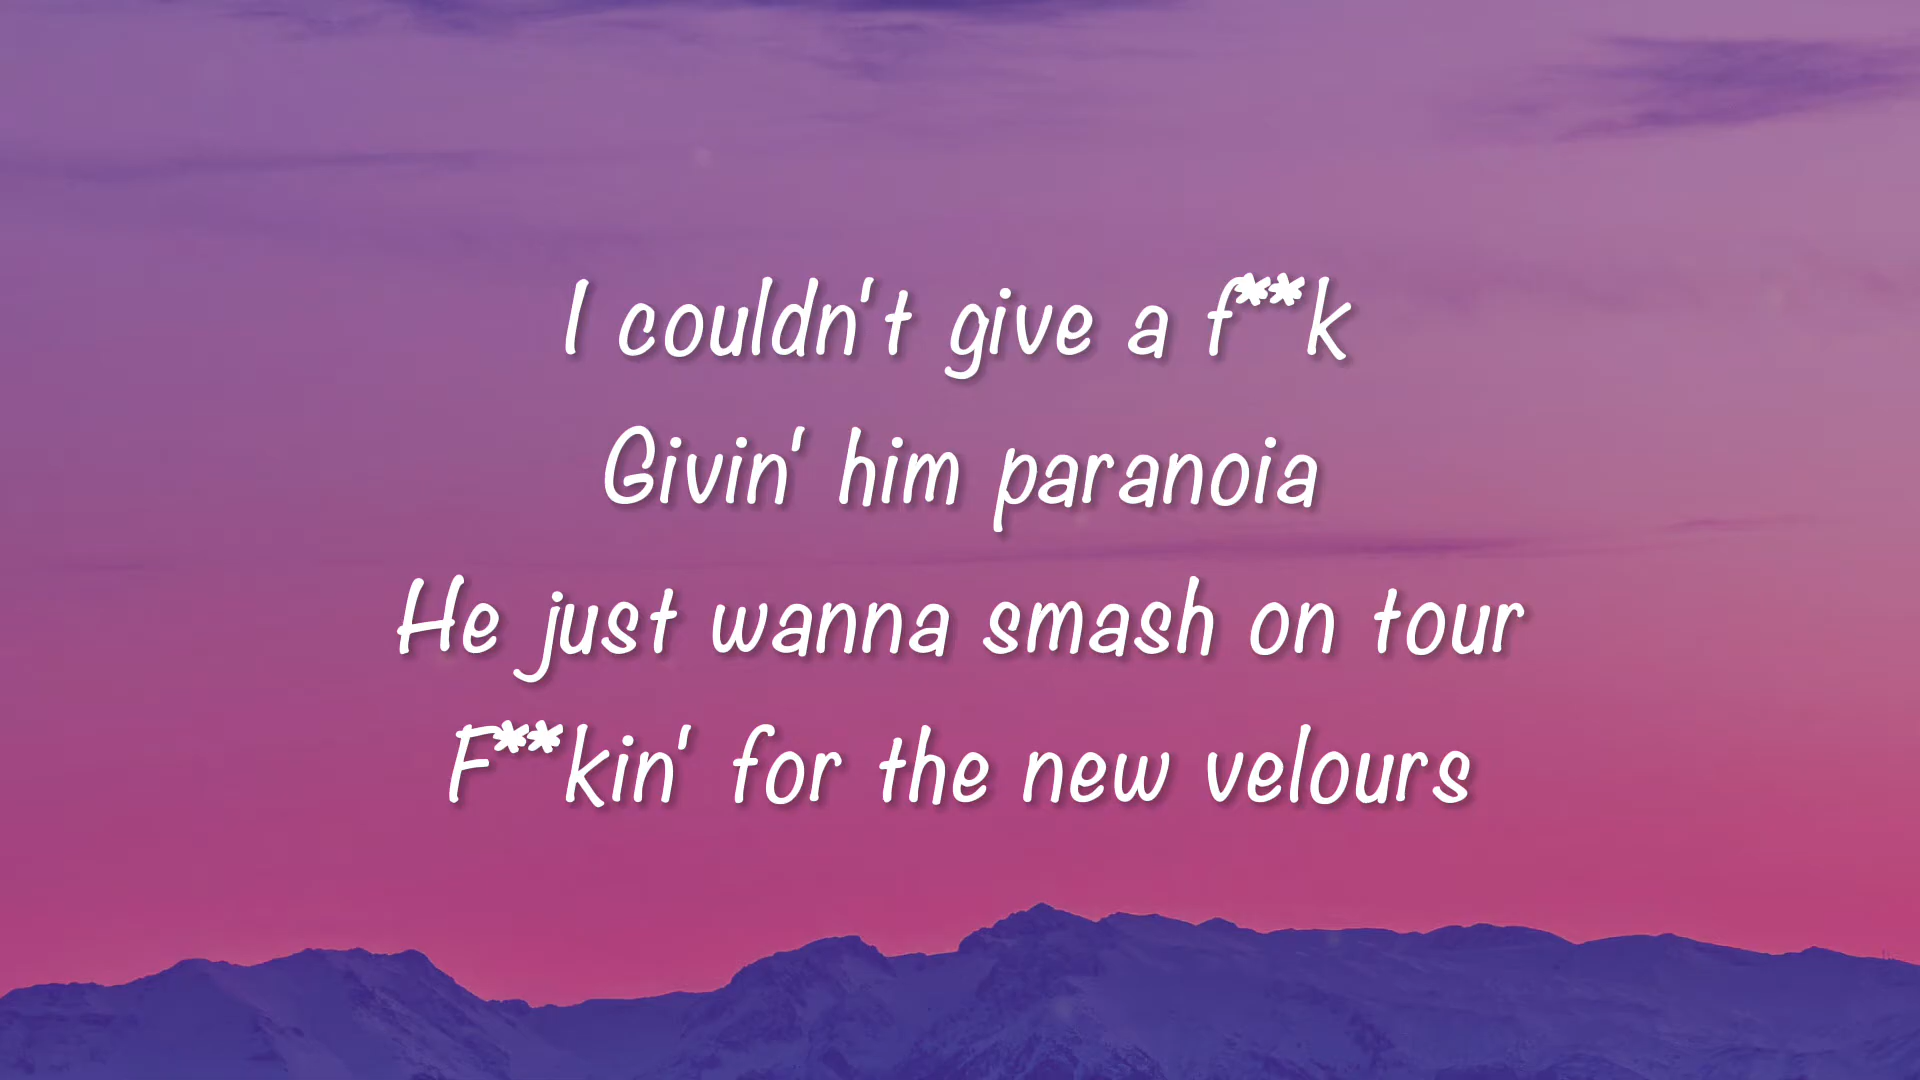 I couldn't give a f**k
Givin' him paranoia
He just wanna smash on tour
F**kin' for the new velours